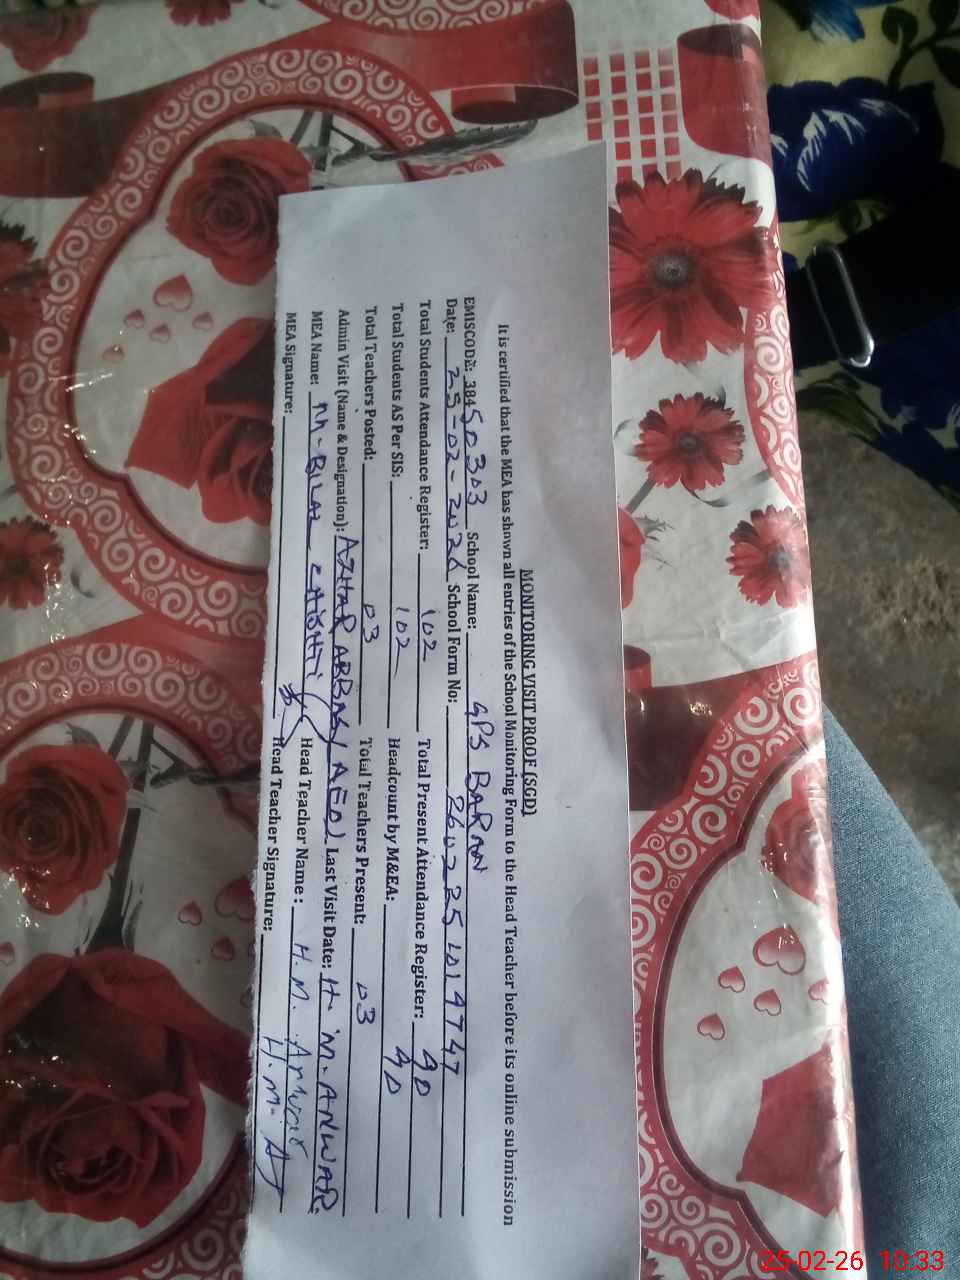 MONITORING VISIT PROOF (SGD)
It is certified that the MEA has shown all entries of the School Monitoring Form to the Head Teacher before its online submission
EMISCODE: 38450303 School Name: GPS BARAN
Date: 25-02-2026 School Form No: 2602251014747
Total Students Attendance Register: 102 Total Present Attendance Register: 90
Total Students AS Per SIS: 102 Headcount by M&EA: 90
Total Teachers Posted: 03 Total Teachers Present: 03
Admin Visit (Name & Designation): AZHAR ABBAS / AEO Last Visit Date: H. M. ANWAR
MEA Name: M-BILAL Head Teacher Name: H. M. Anwar
MEA Signature: Head Teacher Signature: H. M.
25-02-26 10:33